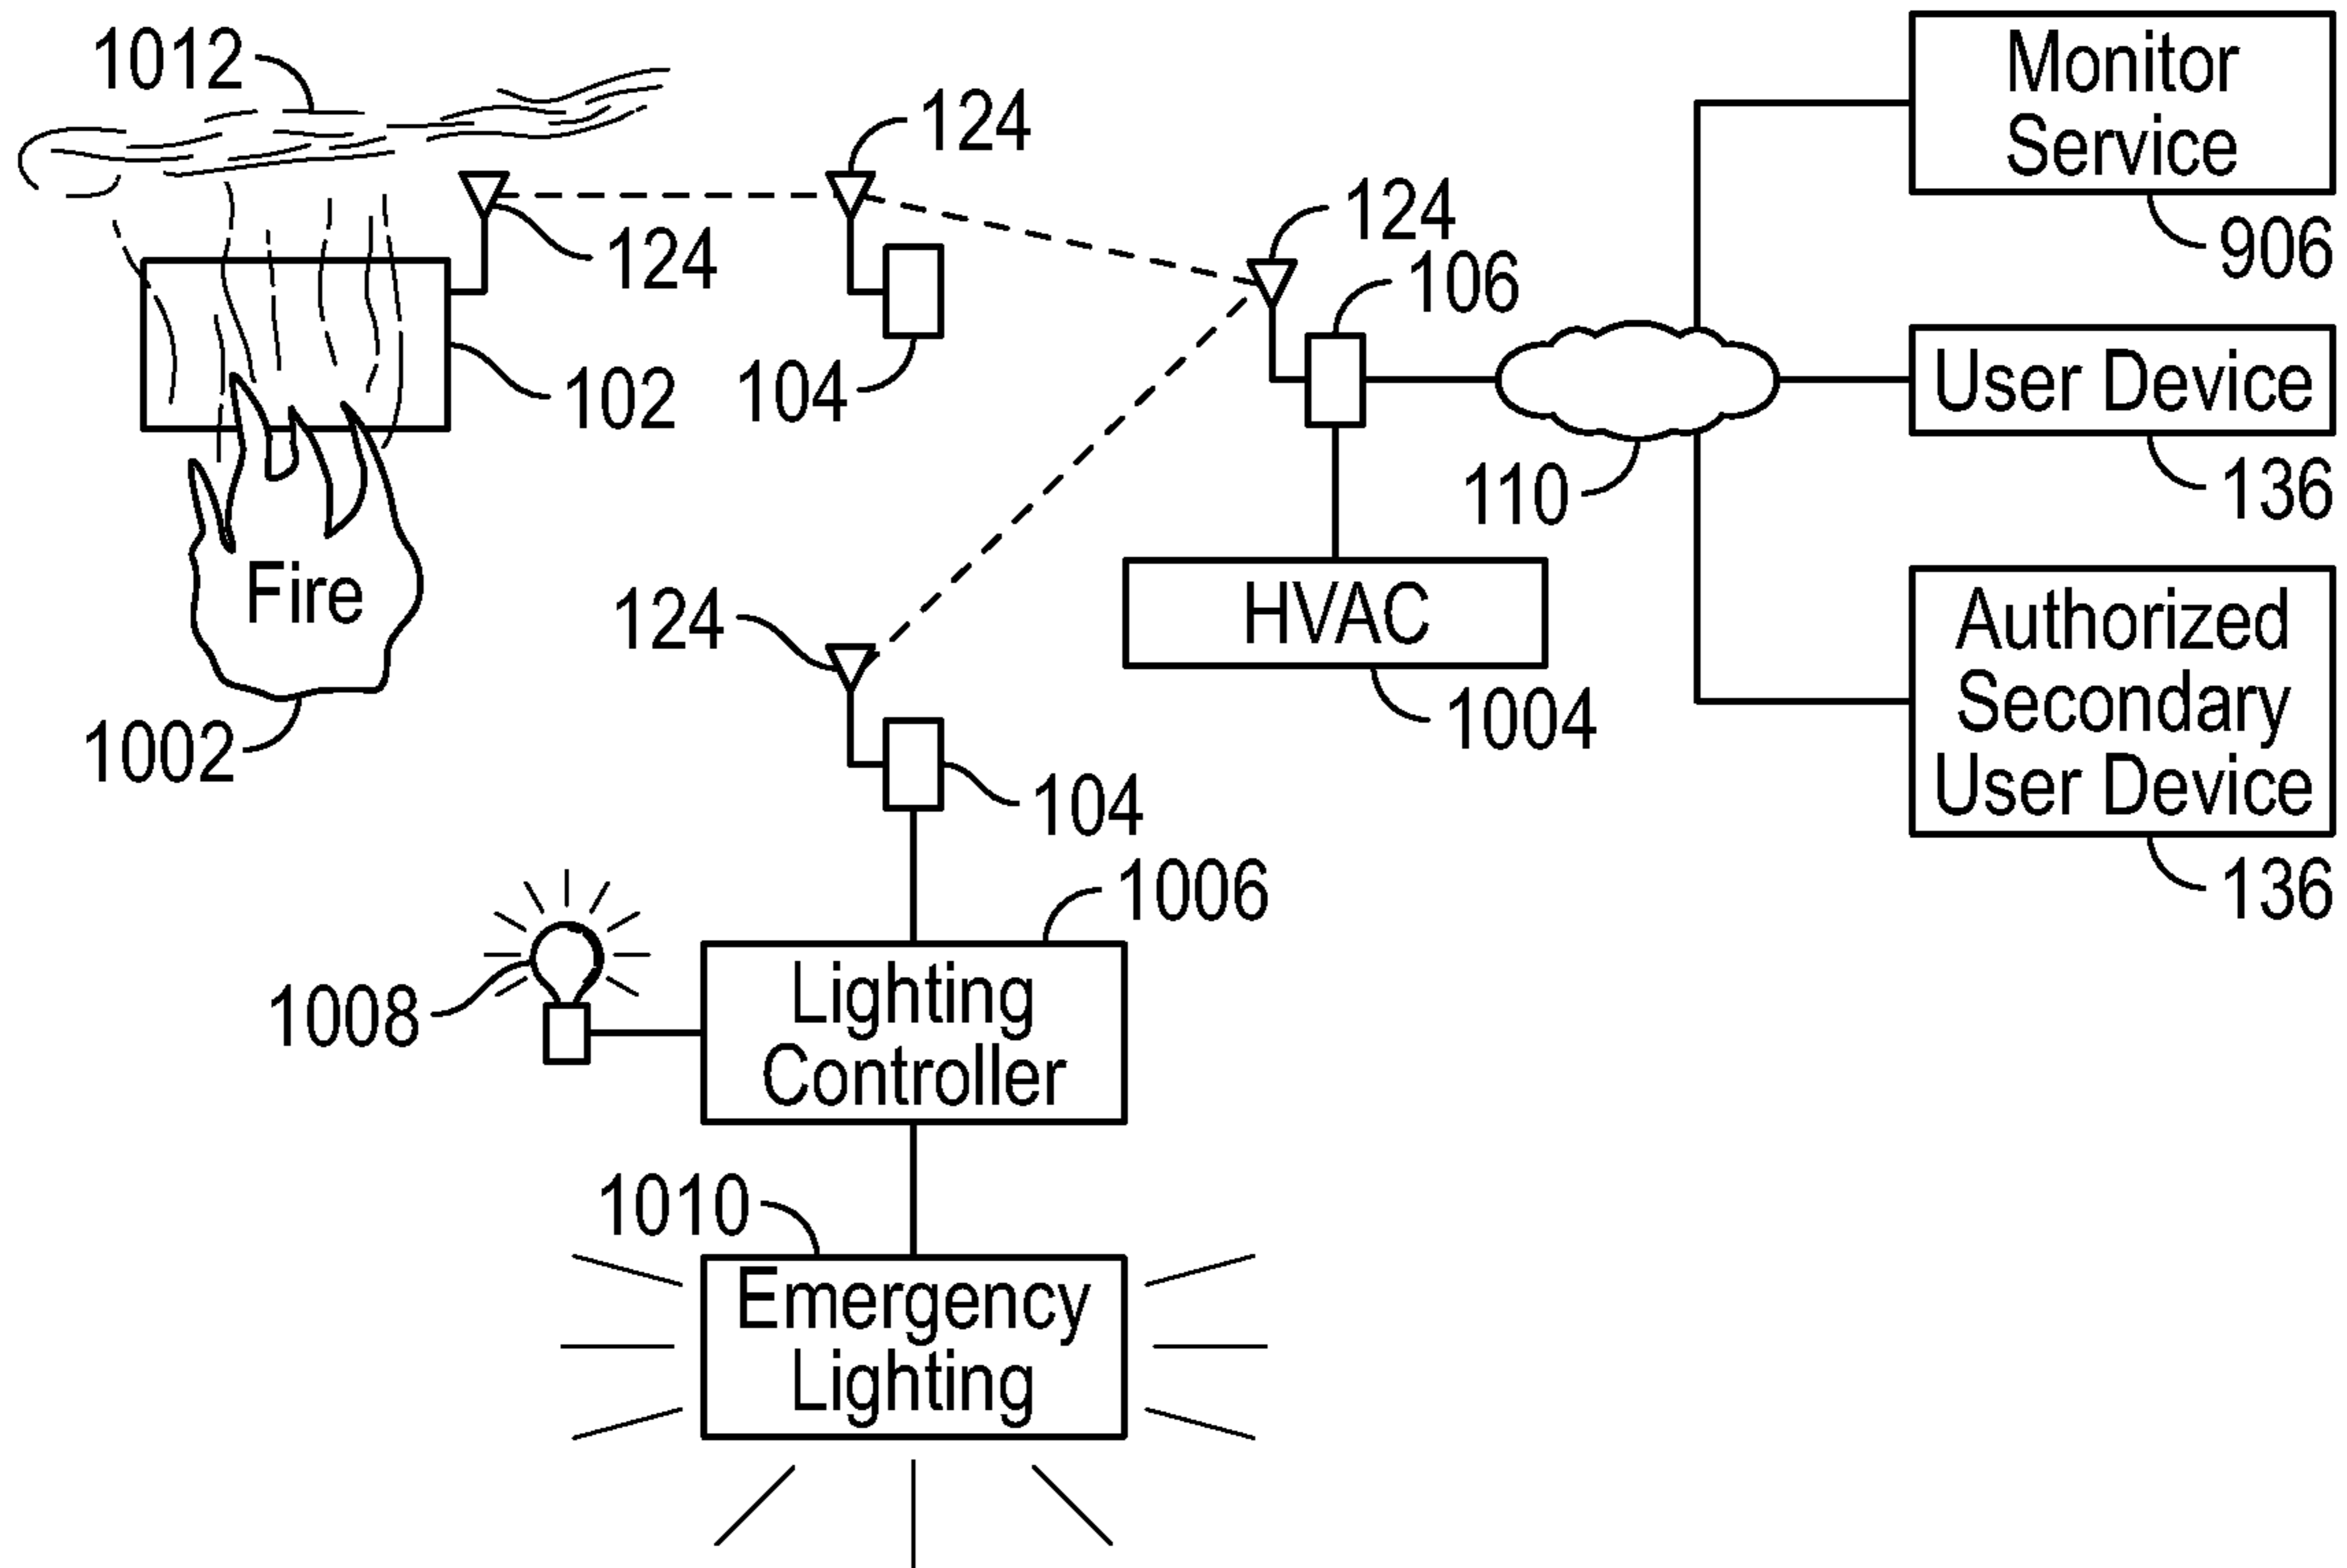 1012
124
Monitor
Service
906
124
124
106
User Device
136
102
104
110
Fire
HVAC
1004
Authorized
Secondary
User Device
136
124
1002
104
1006
1008
Lighting
Controller
1010
Emergency
Lighting